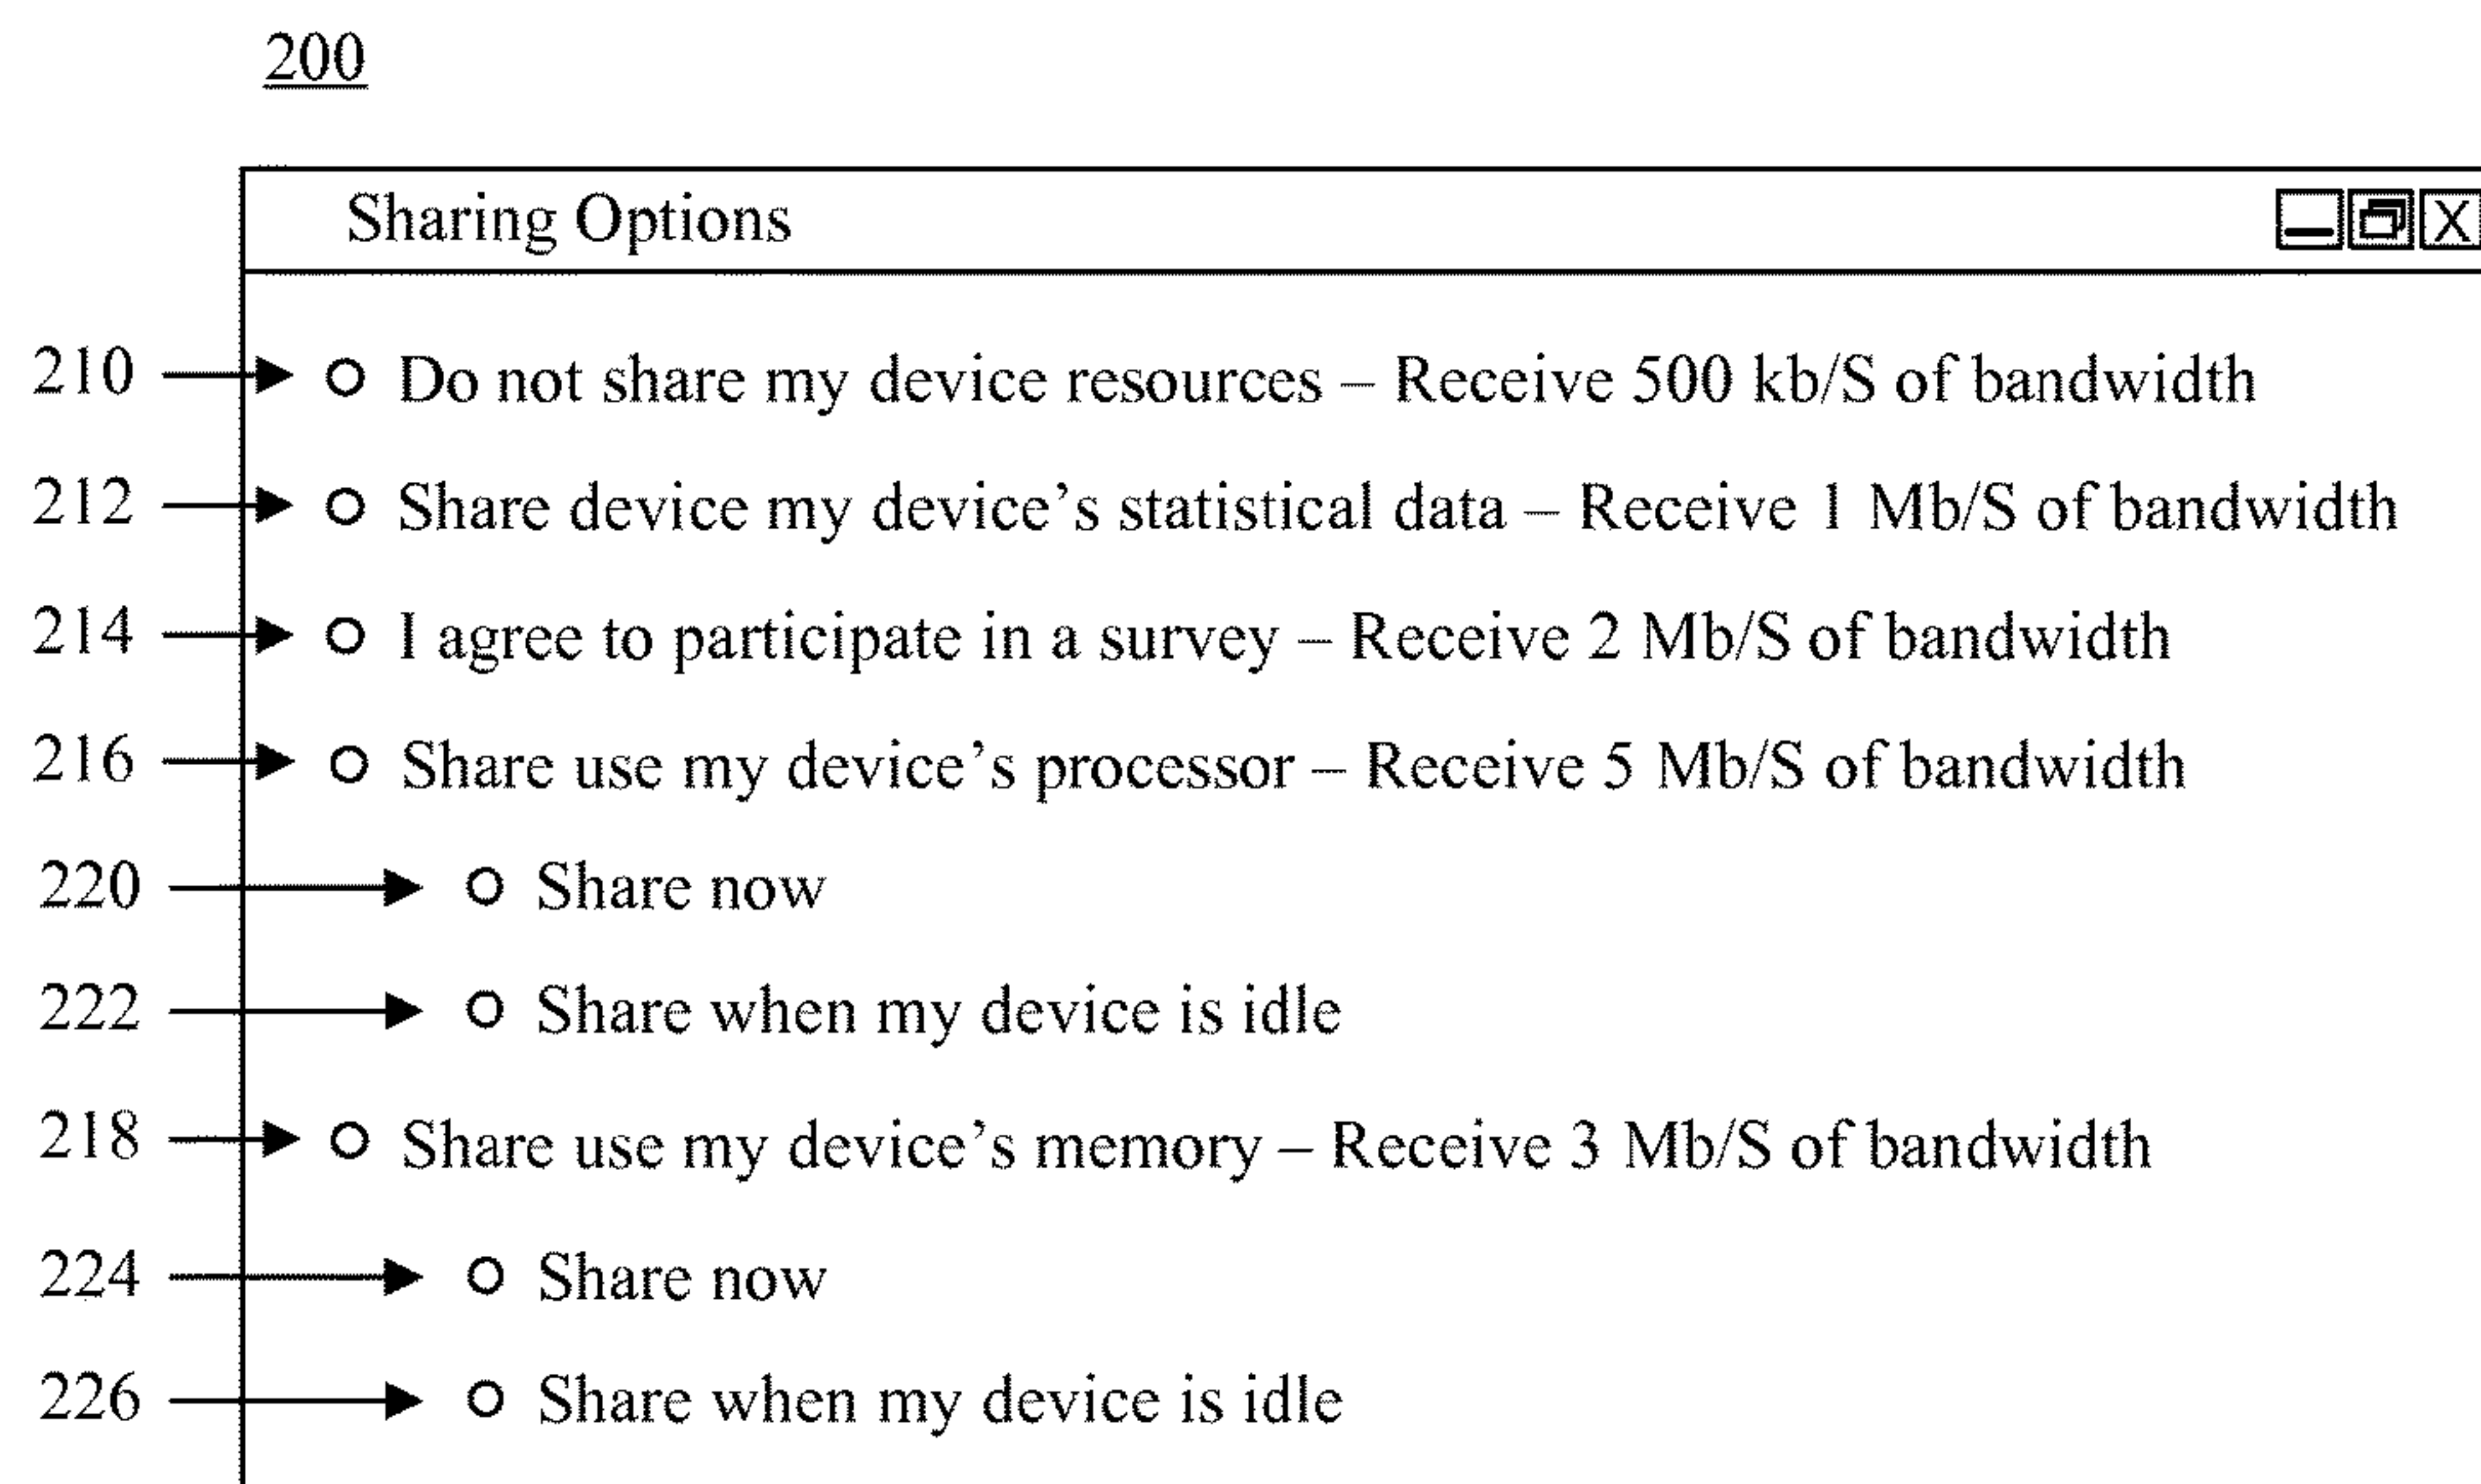 200
Sharing Options
210 Do not share my device resources – Receive 500 kb/S of bandwidth
212 Share device my device's statistical data – Receive 1 Mb/S of bandwidth
214 I agree to participate in a survey – Receive 2 Mb/S of bandwidth
216 Share use my device's processor – Receive 5 Mb/S of bandwidth
220 Share now
222 Share when my device is idle
218 Share use my device's memory – Receive 3 Mb/S of bandwidth
224 Share now
226 Share when my device is idle